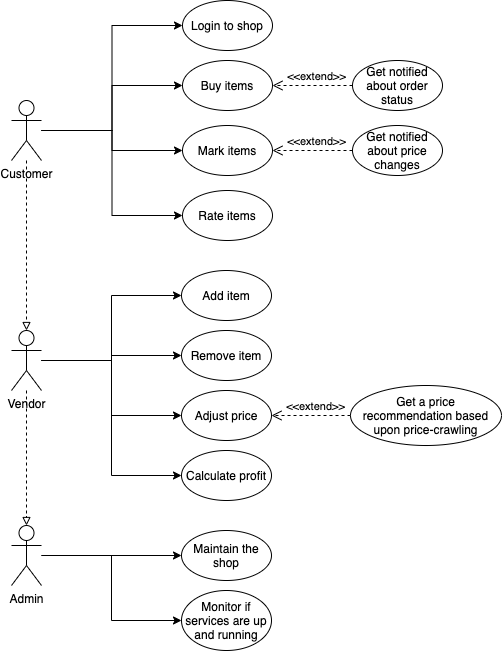 Login to shop
Buy items
<<extend>>
Get notified
about order
status
Mark items
<<extend>>
Get notified
about price
changes
Customer
Rate items
Add item
Remove item
Vendor
Adjust price
<<extend>>
Get a price
recommendation based
upon price-crawling
Calculate profit
Maintain the
shop
Admin
Monitor if
services are up
and running